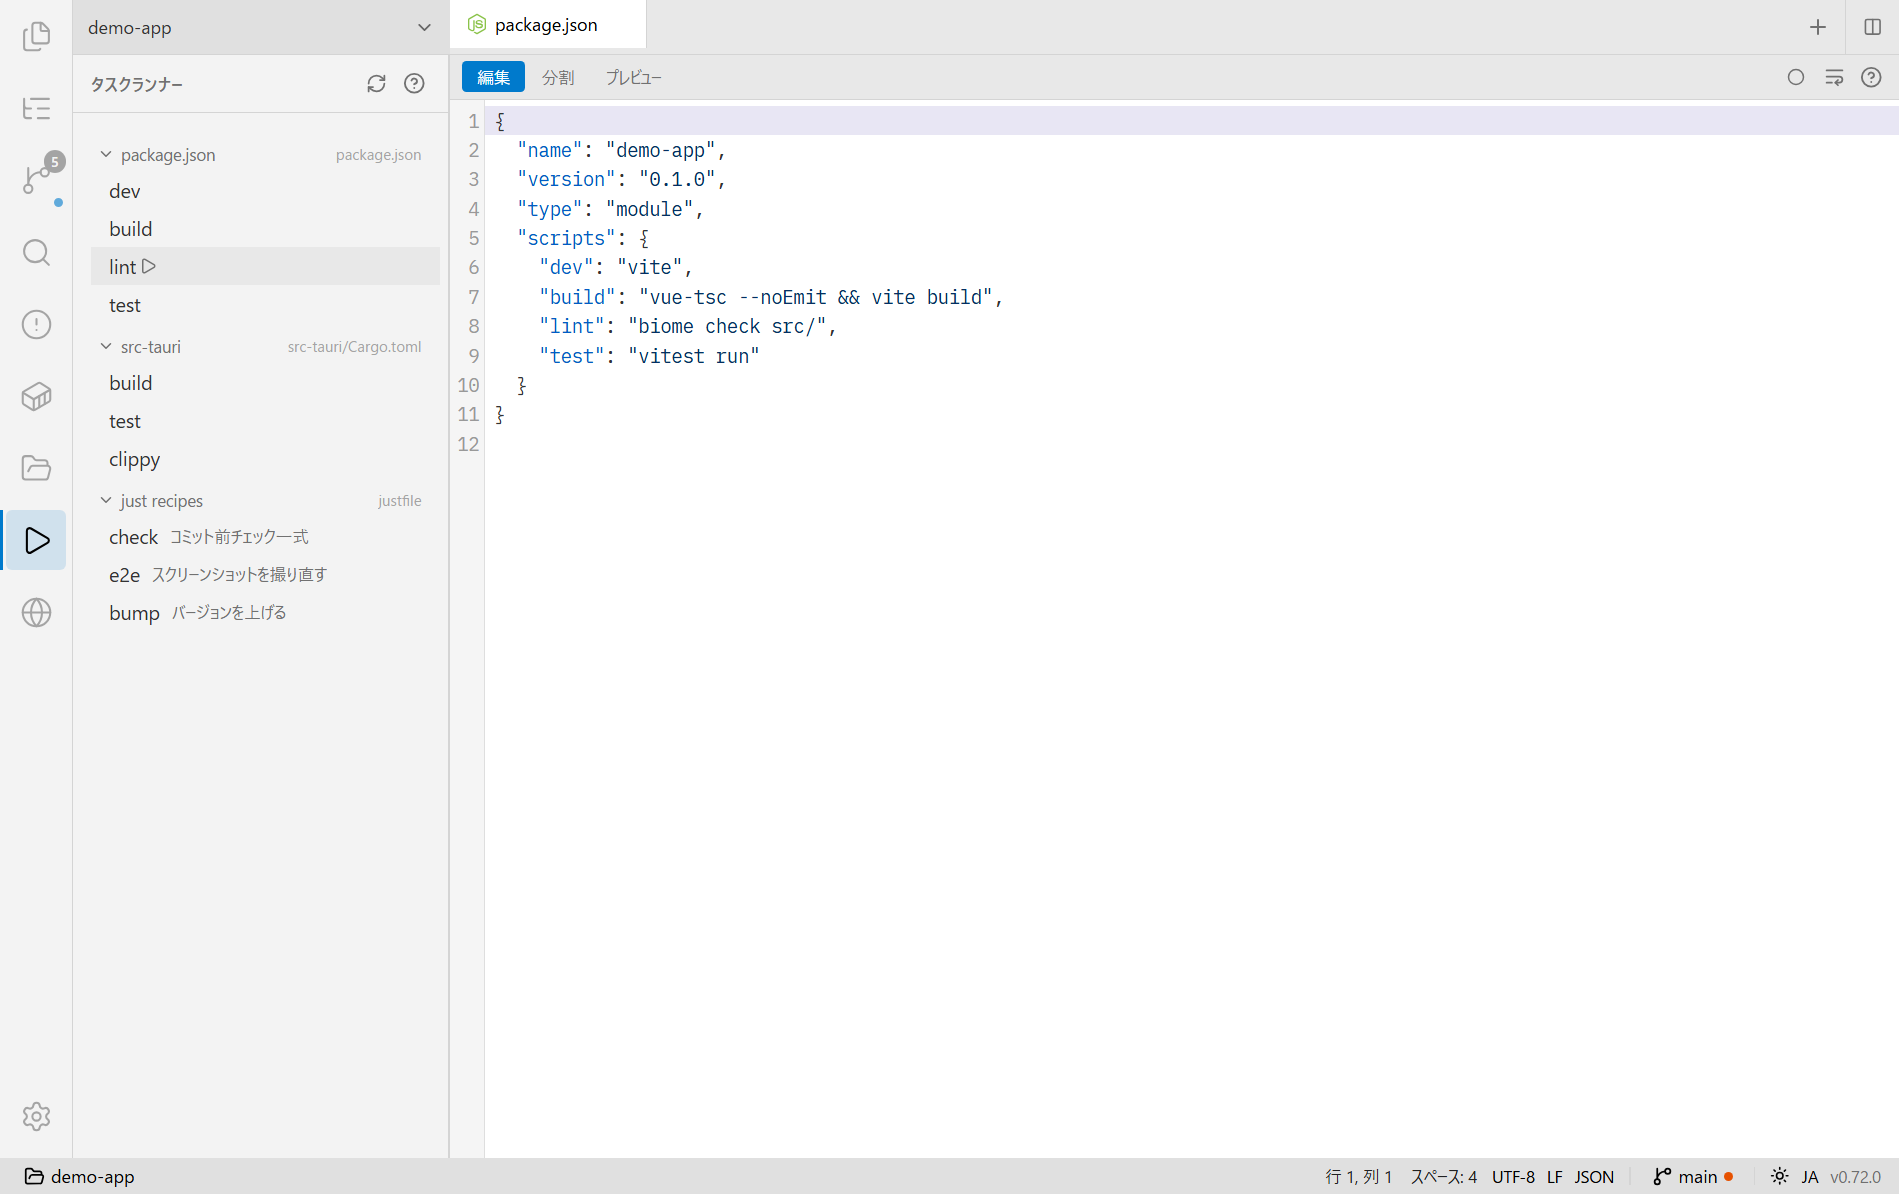 demo-app
package.json
タスクランナー
編集 分割 プレビュー
5
package.json package.json
dev
build
lint
test
src-tauri src-tauri/Cargo.toml
build
test
clippy
just recipes justfile
check コミット前チェック一式
e2e スクリーンショットを撮り直す
bump バージョンを上げる
1 {
2 "name": "demo-app",
3 "version": "0.1.0",
4 "type": "module",
5 "scripts": {
6 "dev": "vite",
7 "build": "vue-tsc --noEmit && vite build",
8 "lint": "biome check src/",
9 "test": "vitest run"
10 }
11 }
12
demo-app
行 1, 列 1 スペース: 4 UTF-8 LF JSON main JA v0.72.0